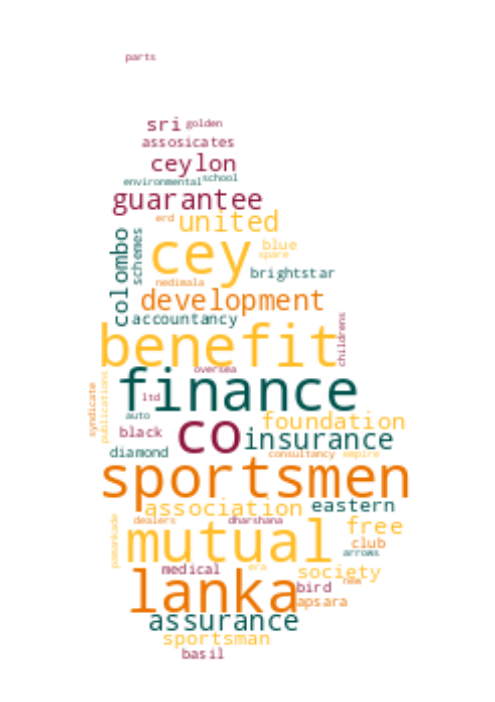 parts
sri golden
assosicates
ceylon
environmental school
guarantee
erd united
colombo
schemes
cey
blue
spare
brightstar
nedimala
development
accountancy
childrens
benefit
oversea
finance
syndicate
publications
ltd
auto
foundation
black
co
insurance
diamond
consultancy empire
sportsmen
association eastern
dealers dharshana free
pamankade
mutual
club
arrows
medical era society
new
lanka
bird
apsara
assurance
sportsman
basil